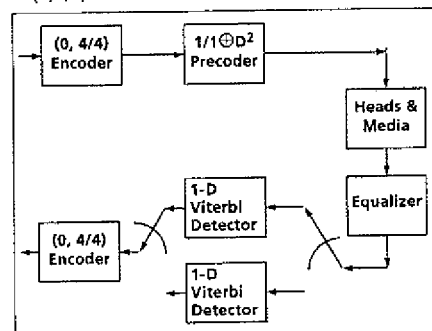 (0, 4/4)
Encoder
1/1⊕D²
Precoder
Heads &
Media
Equalizer
1-D
Viterbi
Detector
1-D
Viterbi
Detector
(0, 4/4)
Encoder